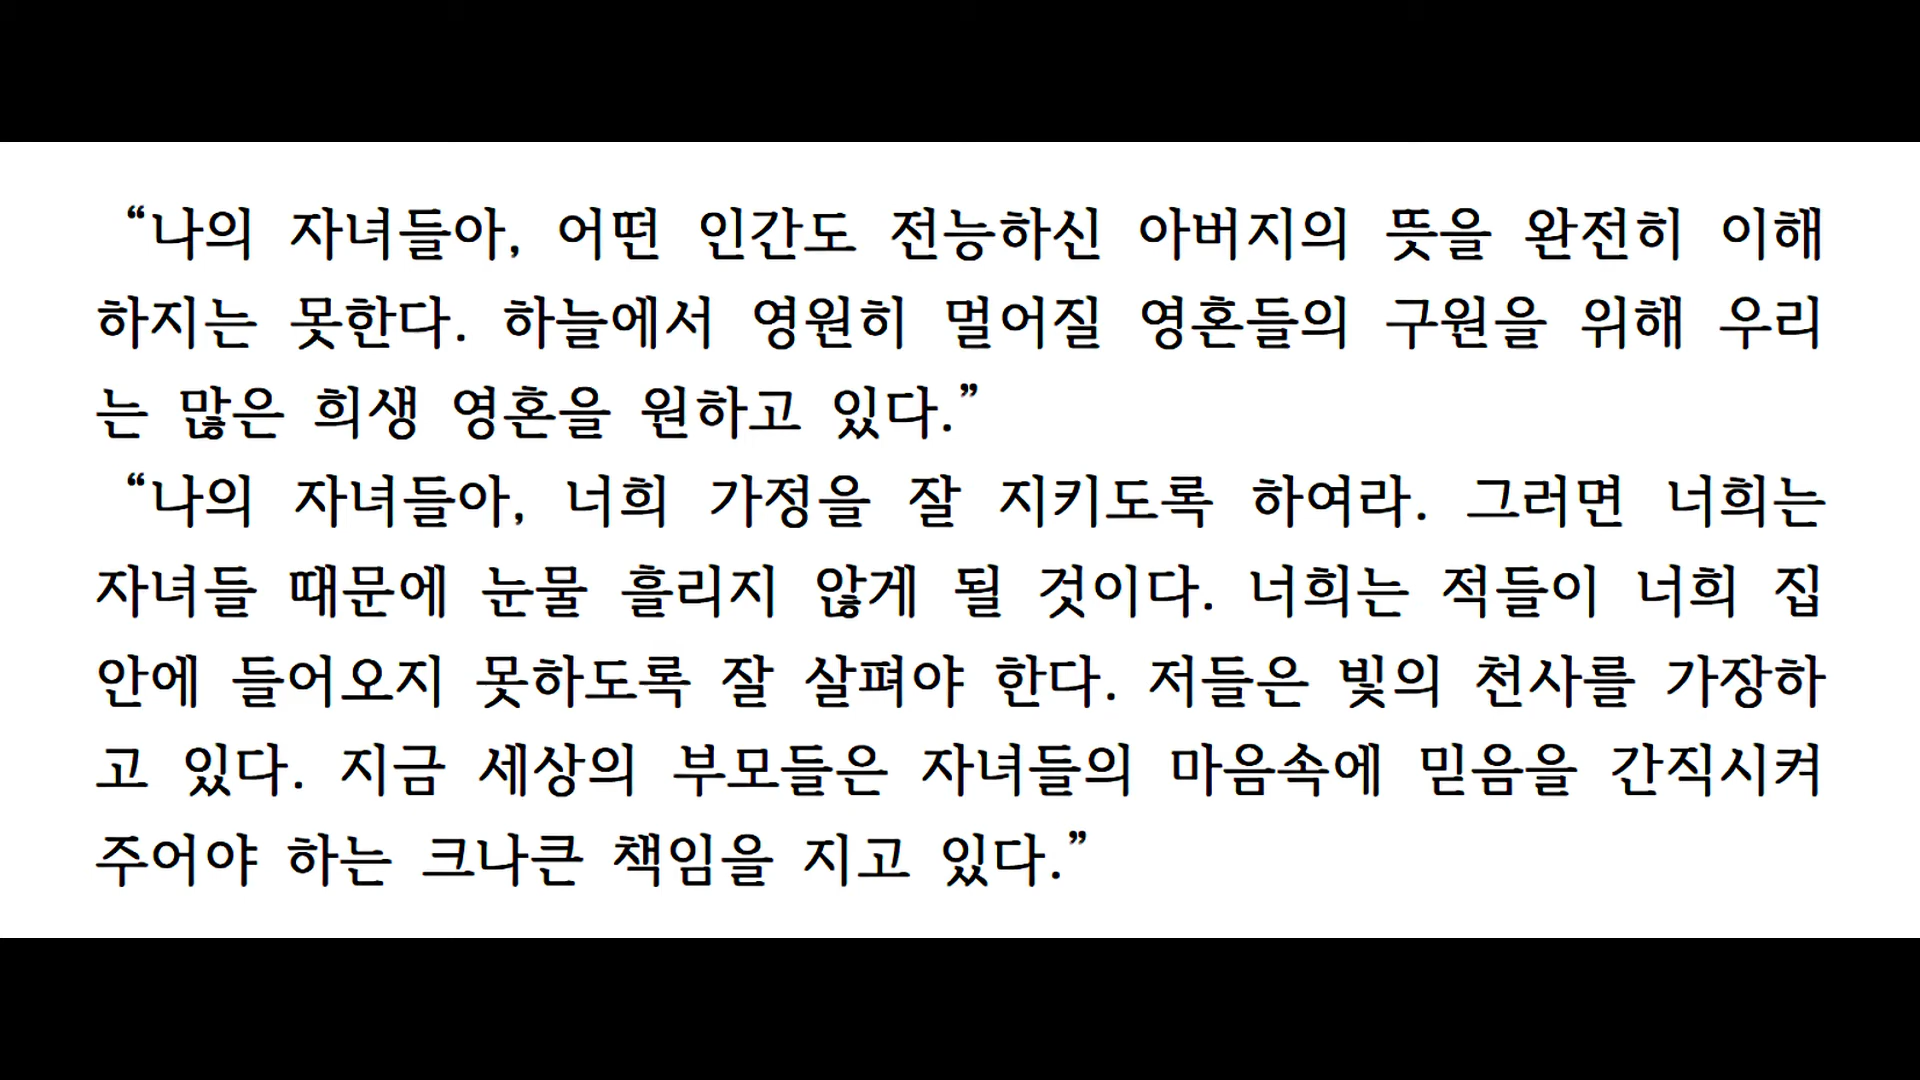 “나의 자녀들아, 어떤 인간도 전능하신 아버지의 뜻을 완전히 이해
하지는 못한다. 하늘에서 영원히 멀어질 영혼들의 구원을 위해 우리
는 많은 희생 영혼을 원하고 있다.”
“나의 자녀들아, 너희 가정을 잘 지키도록 하여라. 그러면 너희는
자녀들 때문에 눈물 흘리지 않게 될 것이다. 너희는 적들이 너희 집
안에 들어오지 못하도록 잘 살펴야 한다. 저들은 빛의 천사를 가장하
고 있다. 지금 세상의 부모들은 자녀들의 마음속에 믿음을 간직시켜
주어야 하는 크나큰 책임을 지고 있다.”